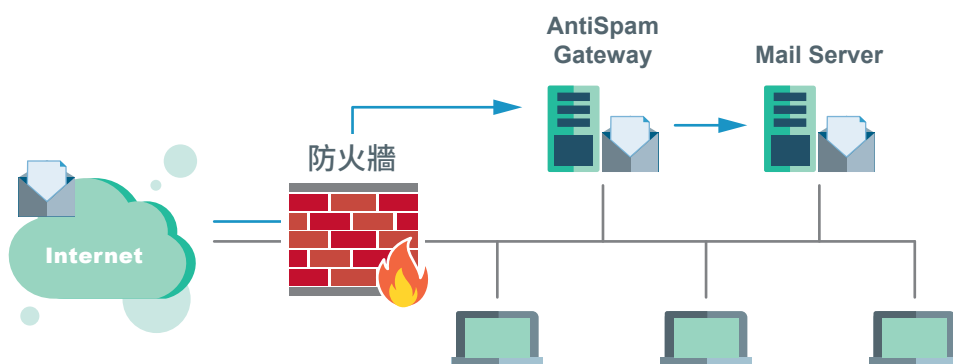 AntiSpam
Gateway
Mail Server
防火牆
Internet